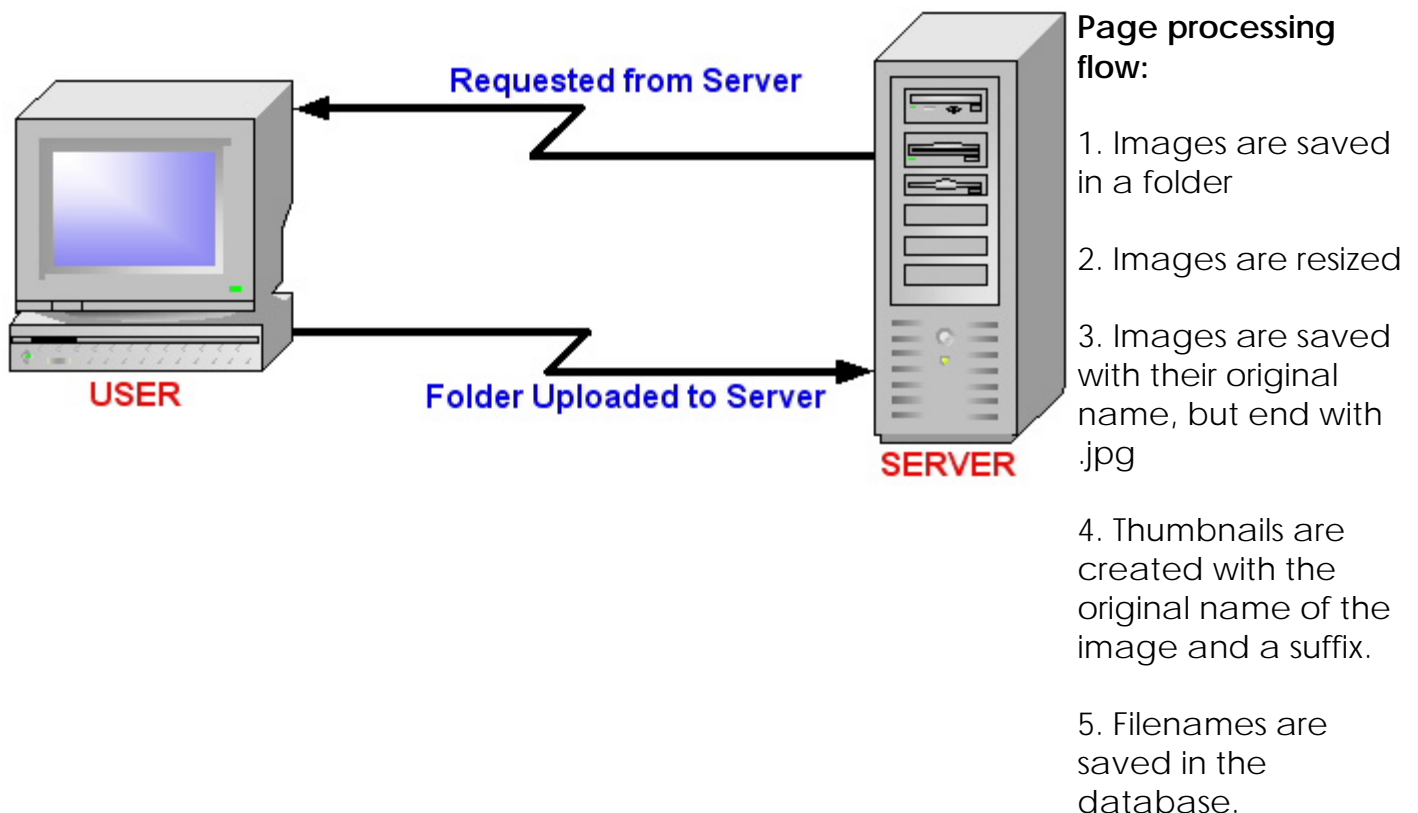 Requested from Server
USER
Folder Uploaded to Server
SERVER
Page processing
flow:
1. Images are saved
in a folder
2. Images are resized
3. Images are saved
with their original
name, but end with
.jpg
4. Thumbnails are
created with the
original name of the
image and a suffix.
5. Filenames are
saved in the
database.